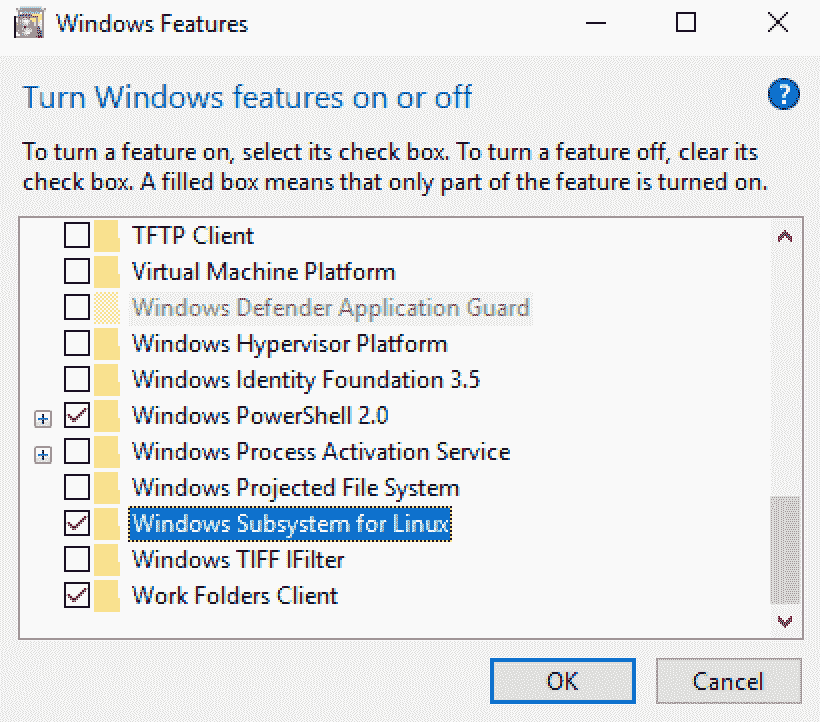 Windows Features
Turn Windows features on or off
?
To turn a feature on, select its check box. To turn a feature off, clear its
check box. A filled box means that only part of the feature is turned on.
TFTP Client
Virtual Machine Platform
Windows Defender Application Guard
Windows Hypervisor Platform
Windows Identity Foundation 3.5
Windows PowerShell 2.0
Windows Process Activation Service
Windows Projected File System
Windows Subsystem for Linux
Windows TIFF IFilter
Work Folders Client
OK
Cancel